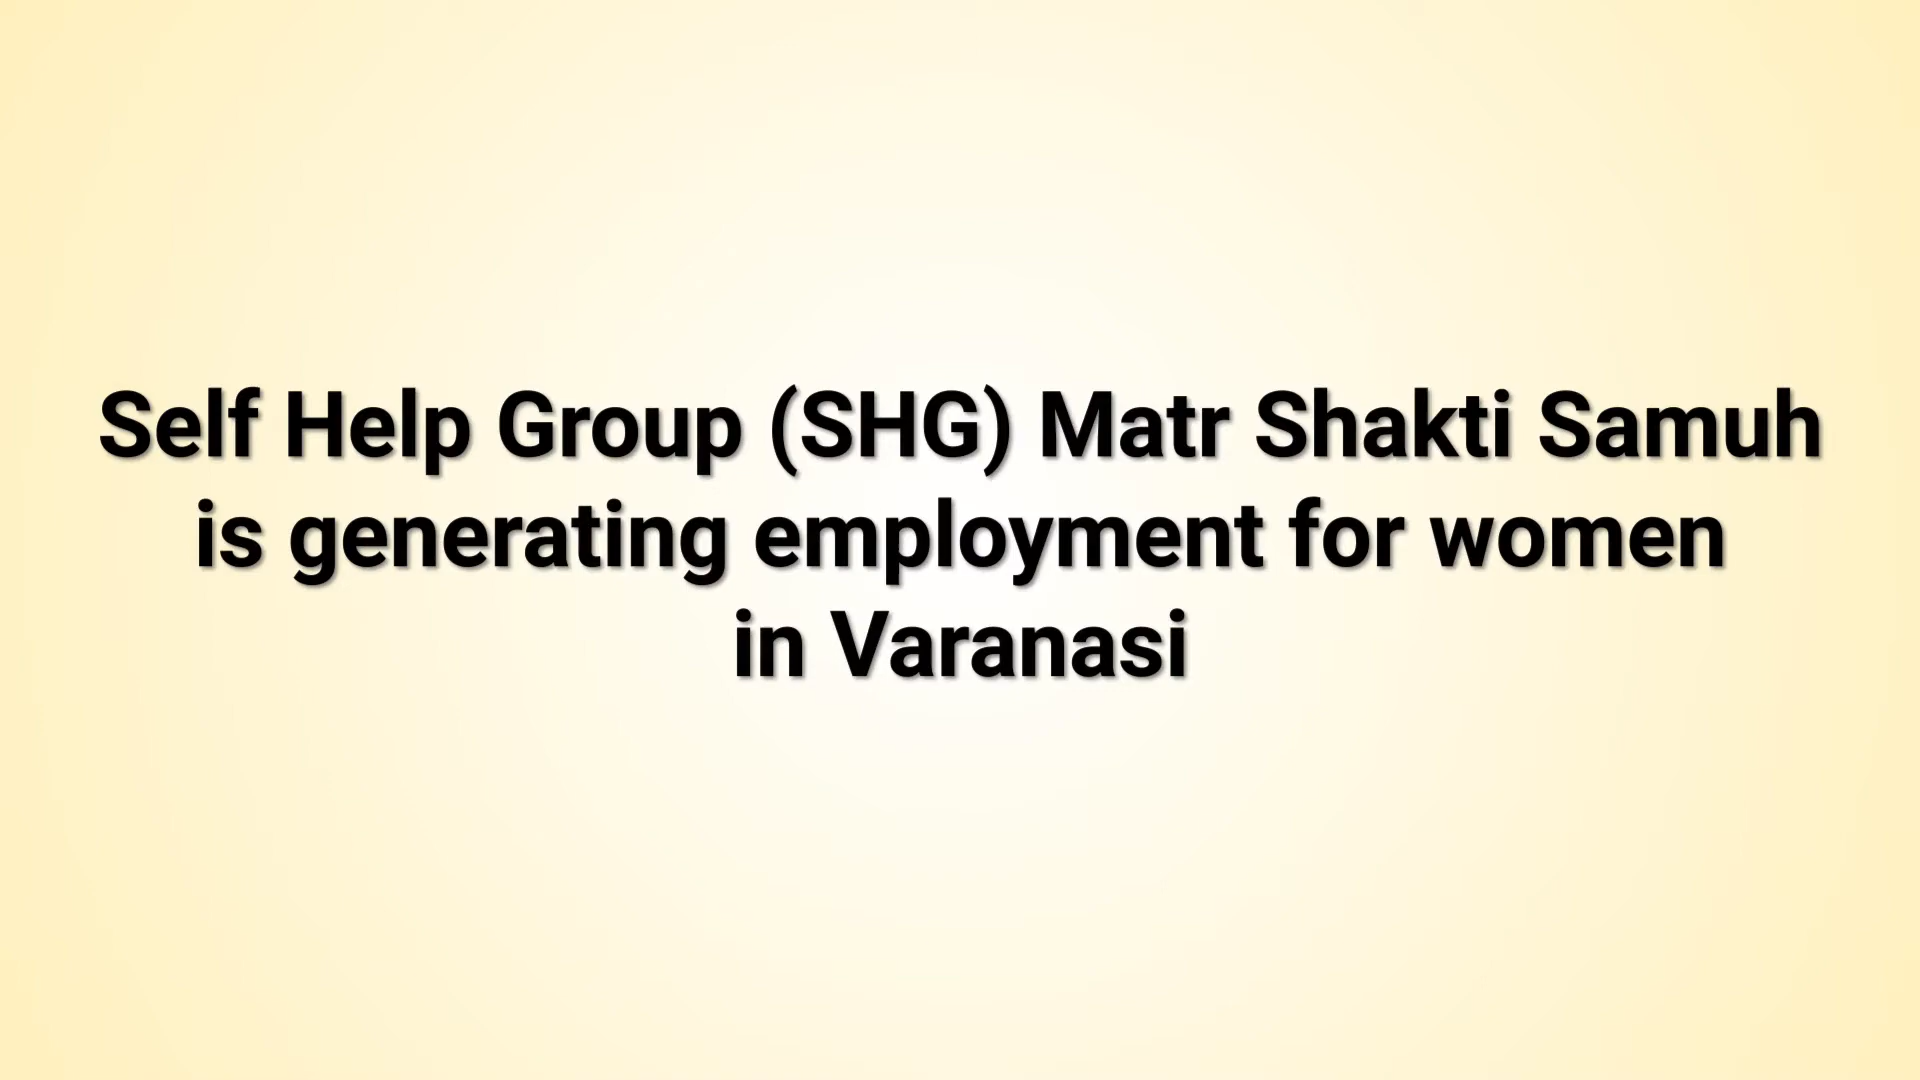 Self Help Group (SHG) Matr Shakti Samuh
is generating employment for women
in Varanasi